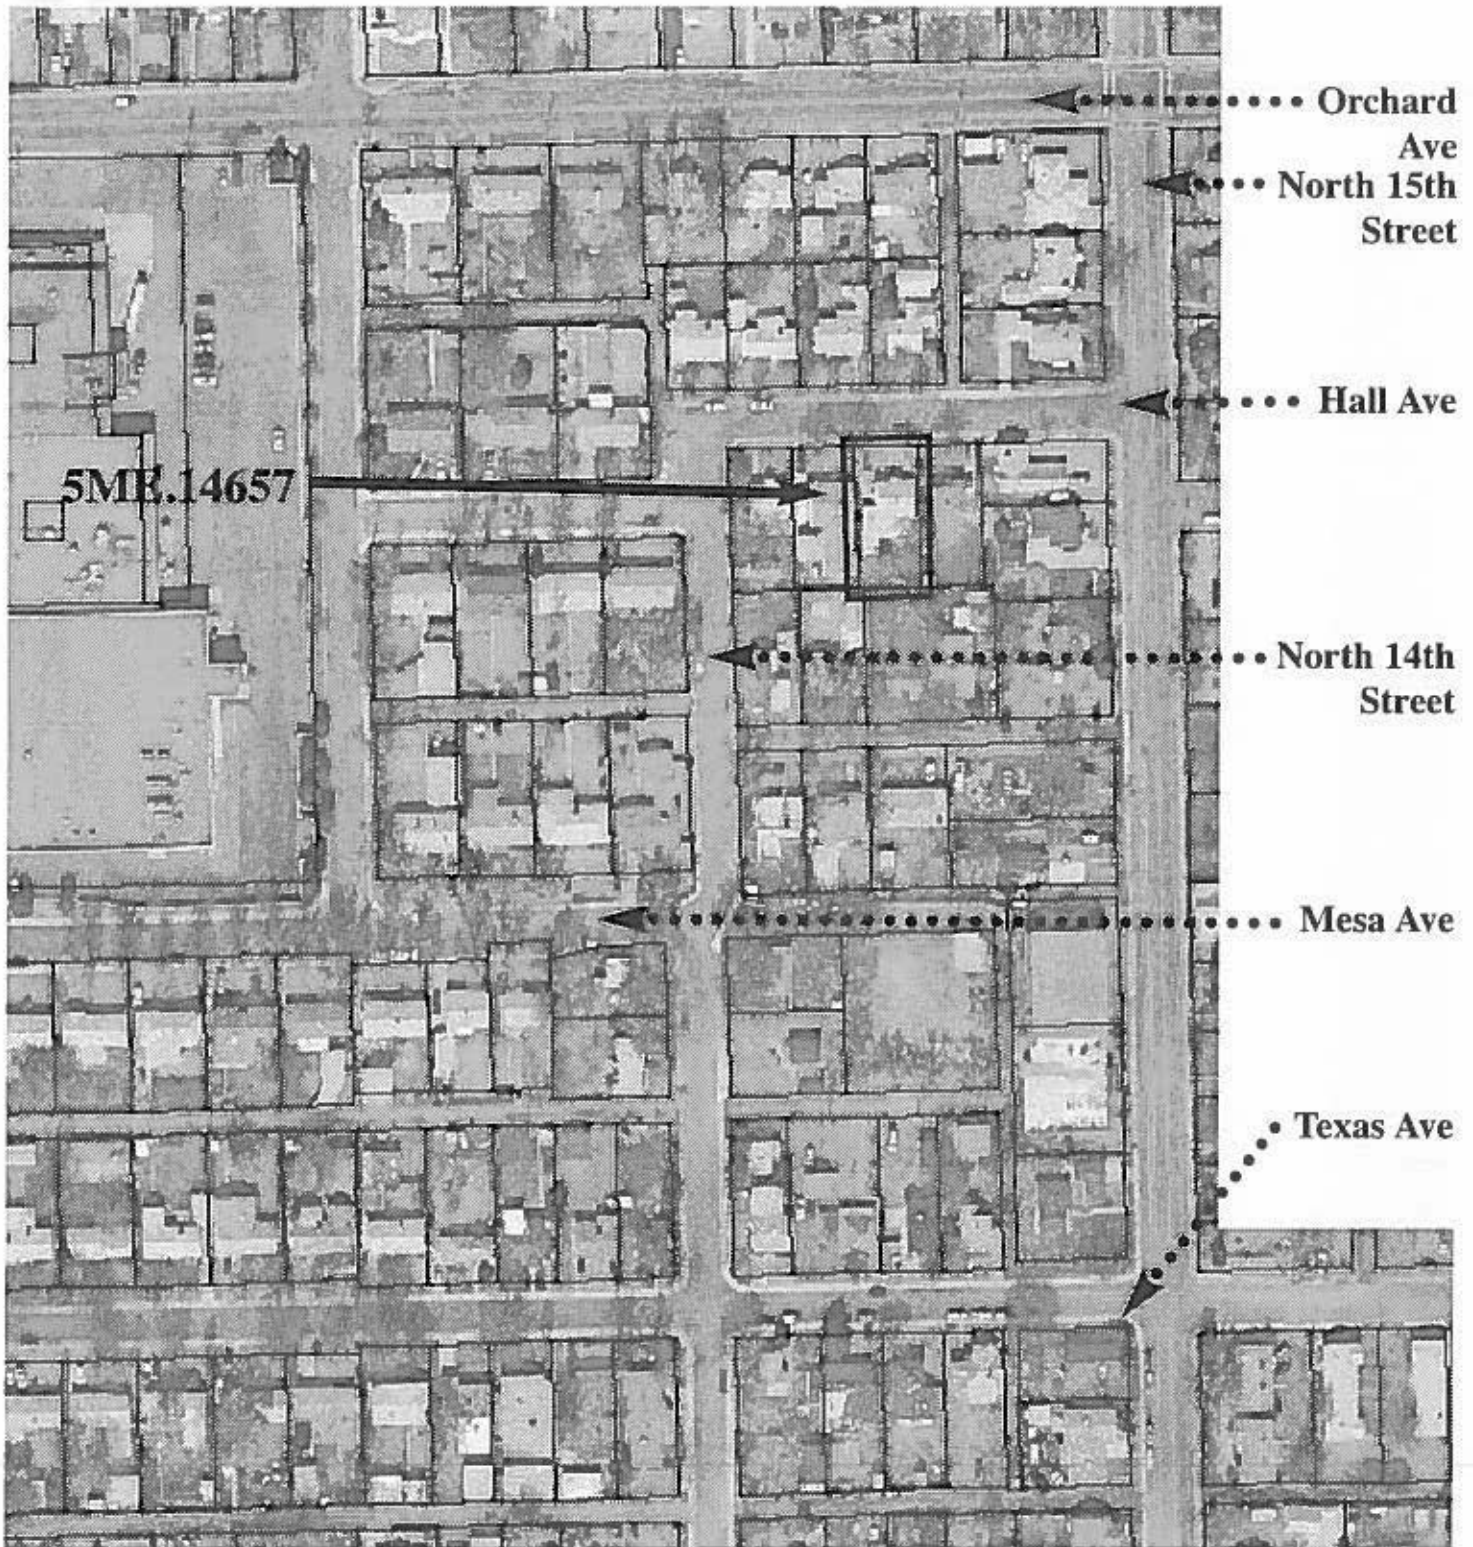 Orchard
Ave
North 15th
Street
Hall Ave
5ME.14657
North 14th
Street
Mesa Ave
Texas Ave